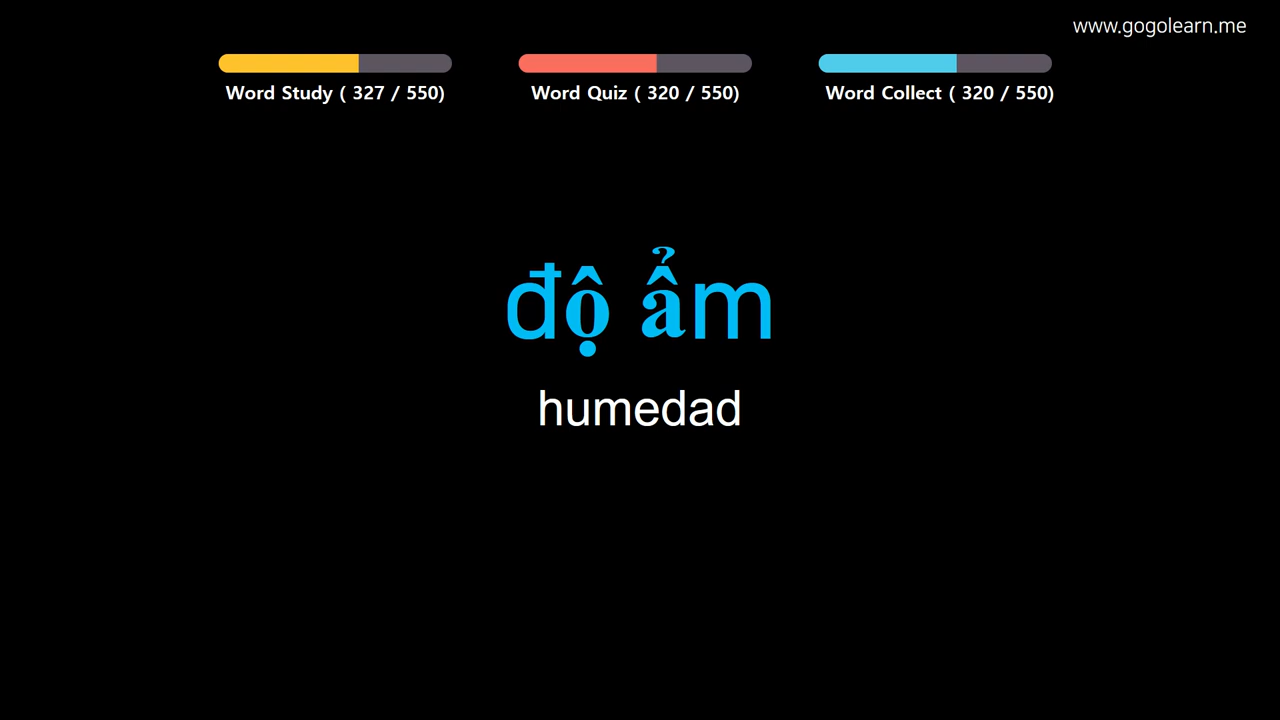 www.gogolearn.me
Word Study ( 327 / 550)
Word Quiz ( 320 / 550)
Word Collect ( 320 / 550)
độ ẩm
humedad